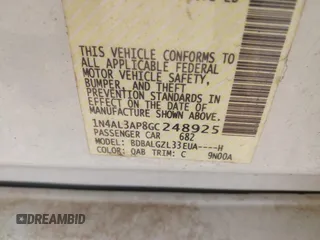 THIS VEHICLE CONFORMS TO
ALL APPLICABLE FEDERAL
MOTOR VEHICLE SAFETY,
BUMPER, AND THEFT
PREVENTION STANDARDS IN
EFFECT ON THE DATE OF
MANUFACTURE SHOWN ABOVE.
1N4AL3AP8GC248925
PASSENGER CAR 682
MODEL: BDBALGZL33EUA----H
COLOR: QAB TRIM: C 9N00A
DREAMBID